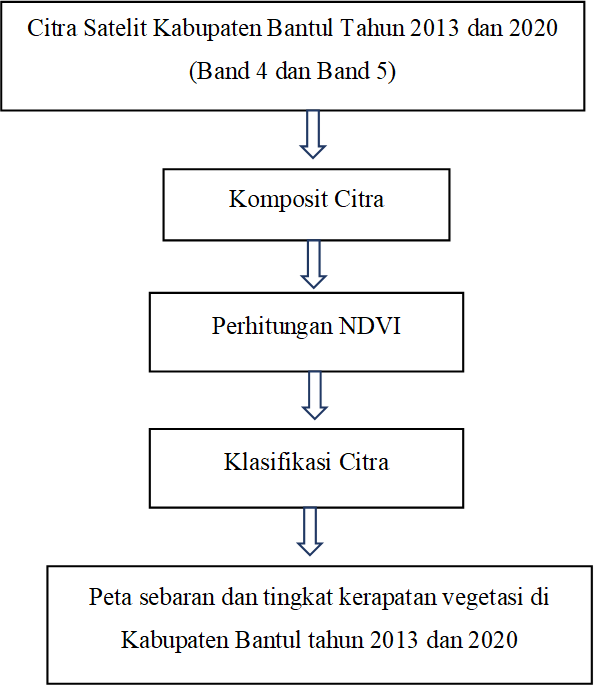 Citra Satelit Kabupaten Bantul Tahun 2013 dan 2020
(Band 4 dan Band 5)
Komposit Citra
Perhitungan NDVI
Klasifikasi Citra
Peta sebaran dan tingkat kerapatan vegetasi di
Kabupaten Bantul tahun 2013 dan 2020